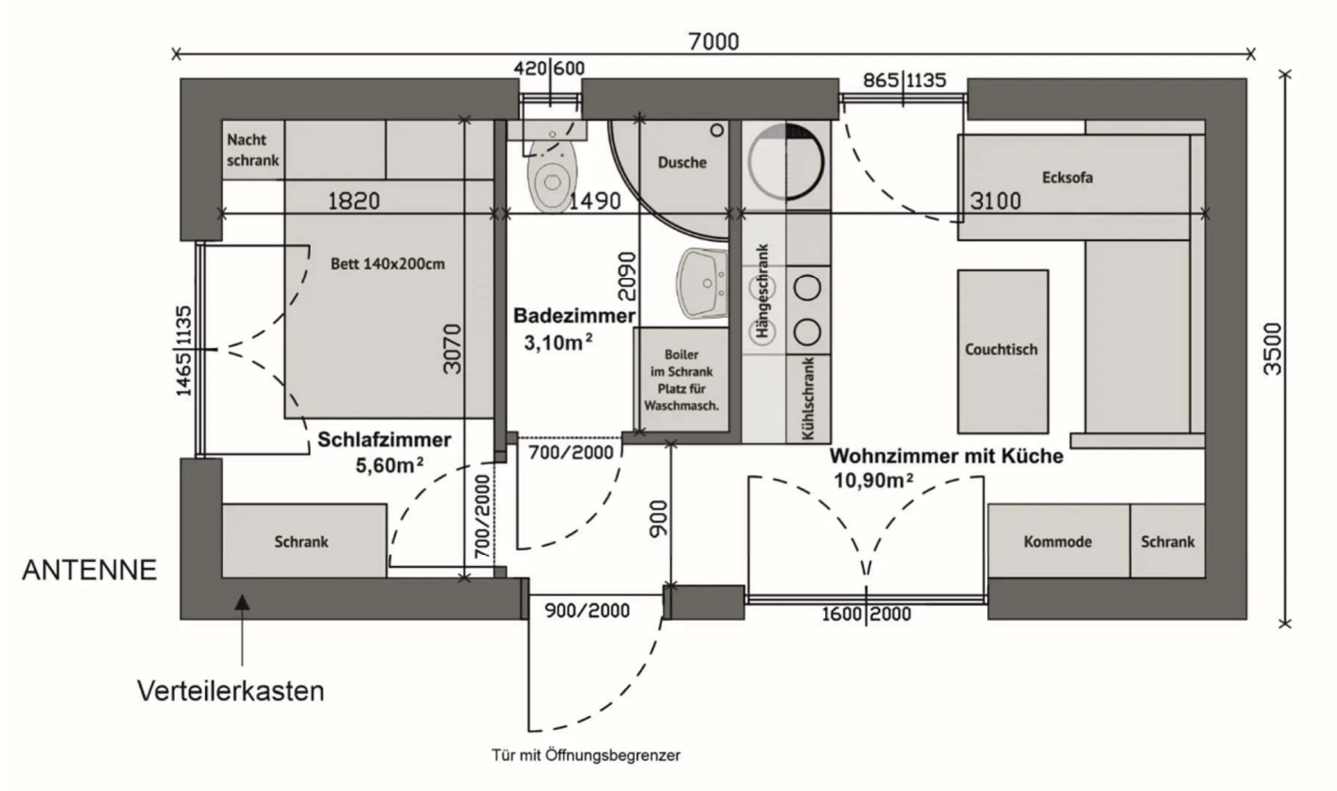 7000
420|600
865|1135
Nacht
schrank
Dusche
Ecksofa
1820
1490
3100
Bett 140x200cm
Hängeschrank
2090
Badezimmer
3,10m²
1465|1135
3070
3500
Boiler
im Schrank
Platz für
Waschmasch.
Couchtisch
Kühlschrank
Schlafzimmer
5,60m²
700/2000
Wohnzimmer mit Küche
10,90m²
700/2000
900
Schrank
Kommode
Schrank
ANTENNE
900/2000
1600|2000
Verteilerkasten
Tür mit Öffnungsbegrenzer